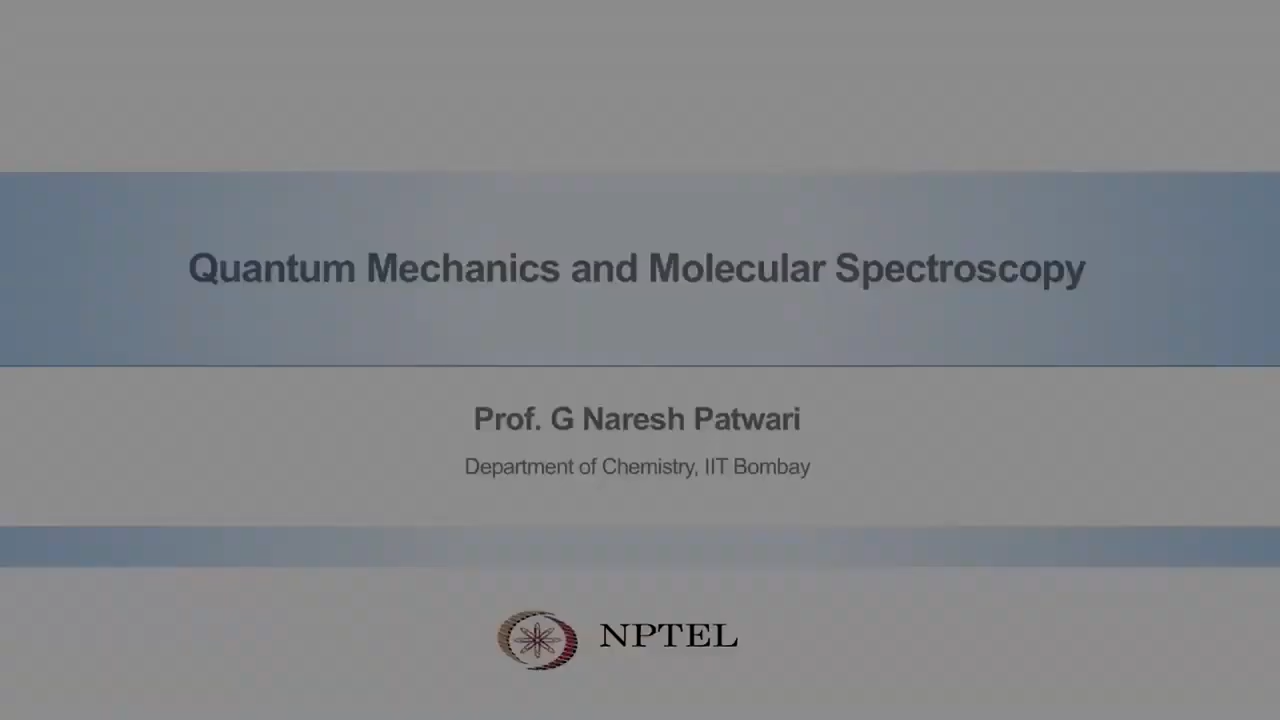 Quantum Mechanics and Molecular Spectroscopy
Prof. G Naresh Patwari
Department of Chemistry, IIT Bombay
NPTEL